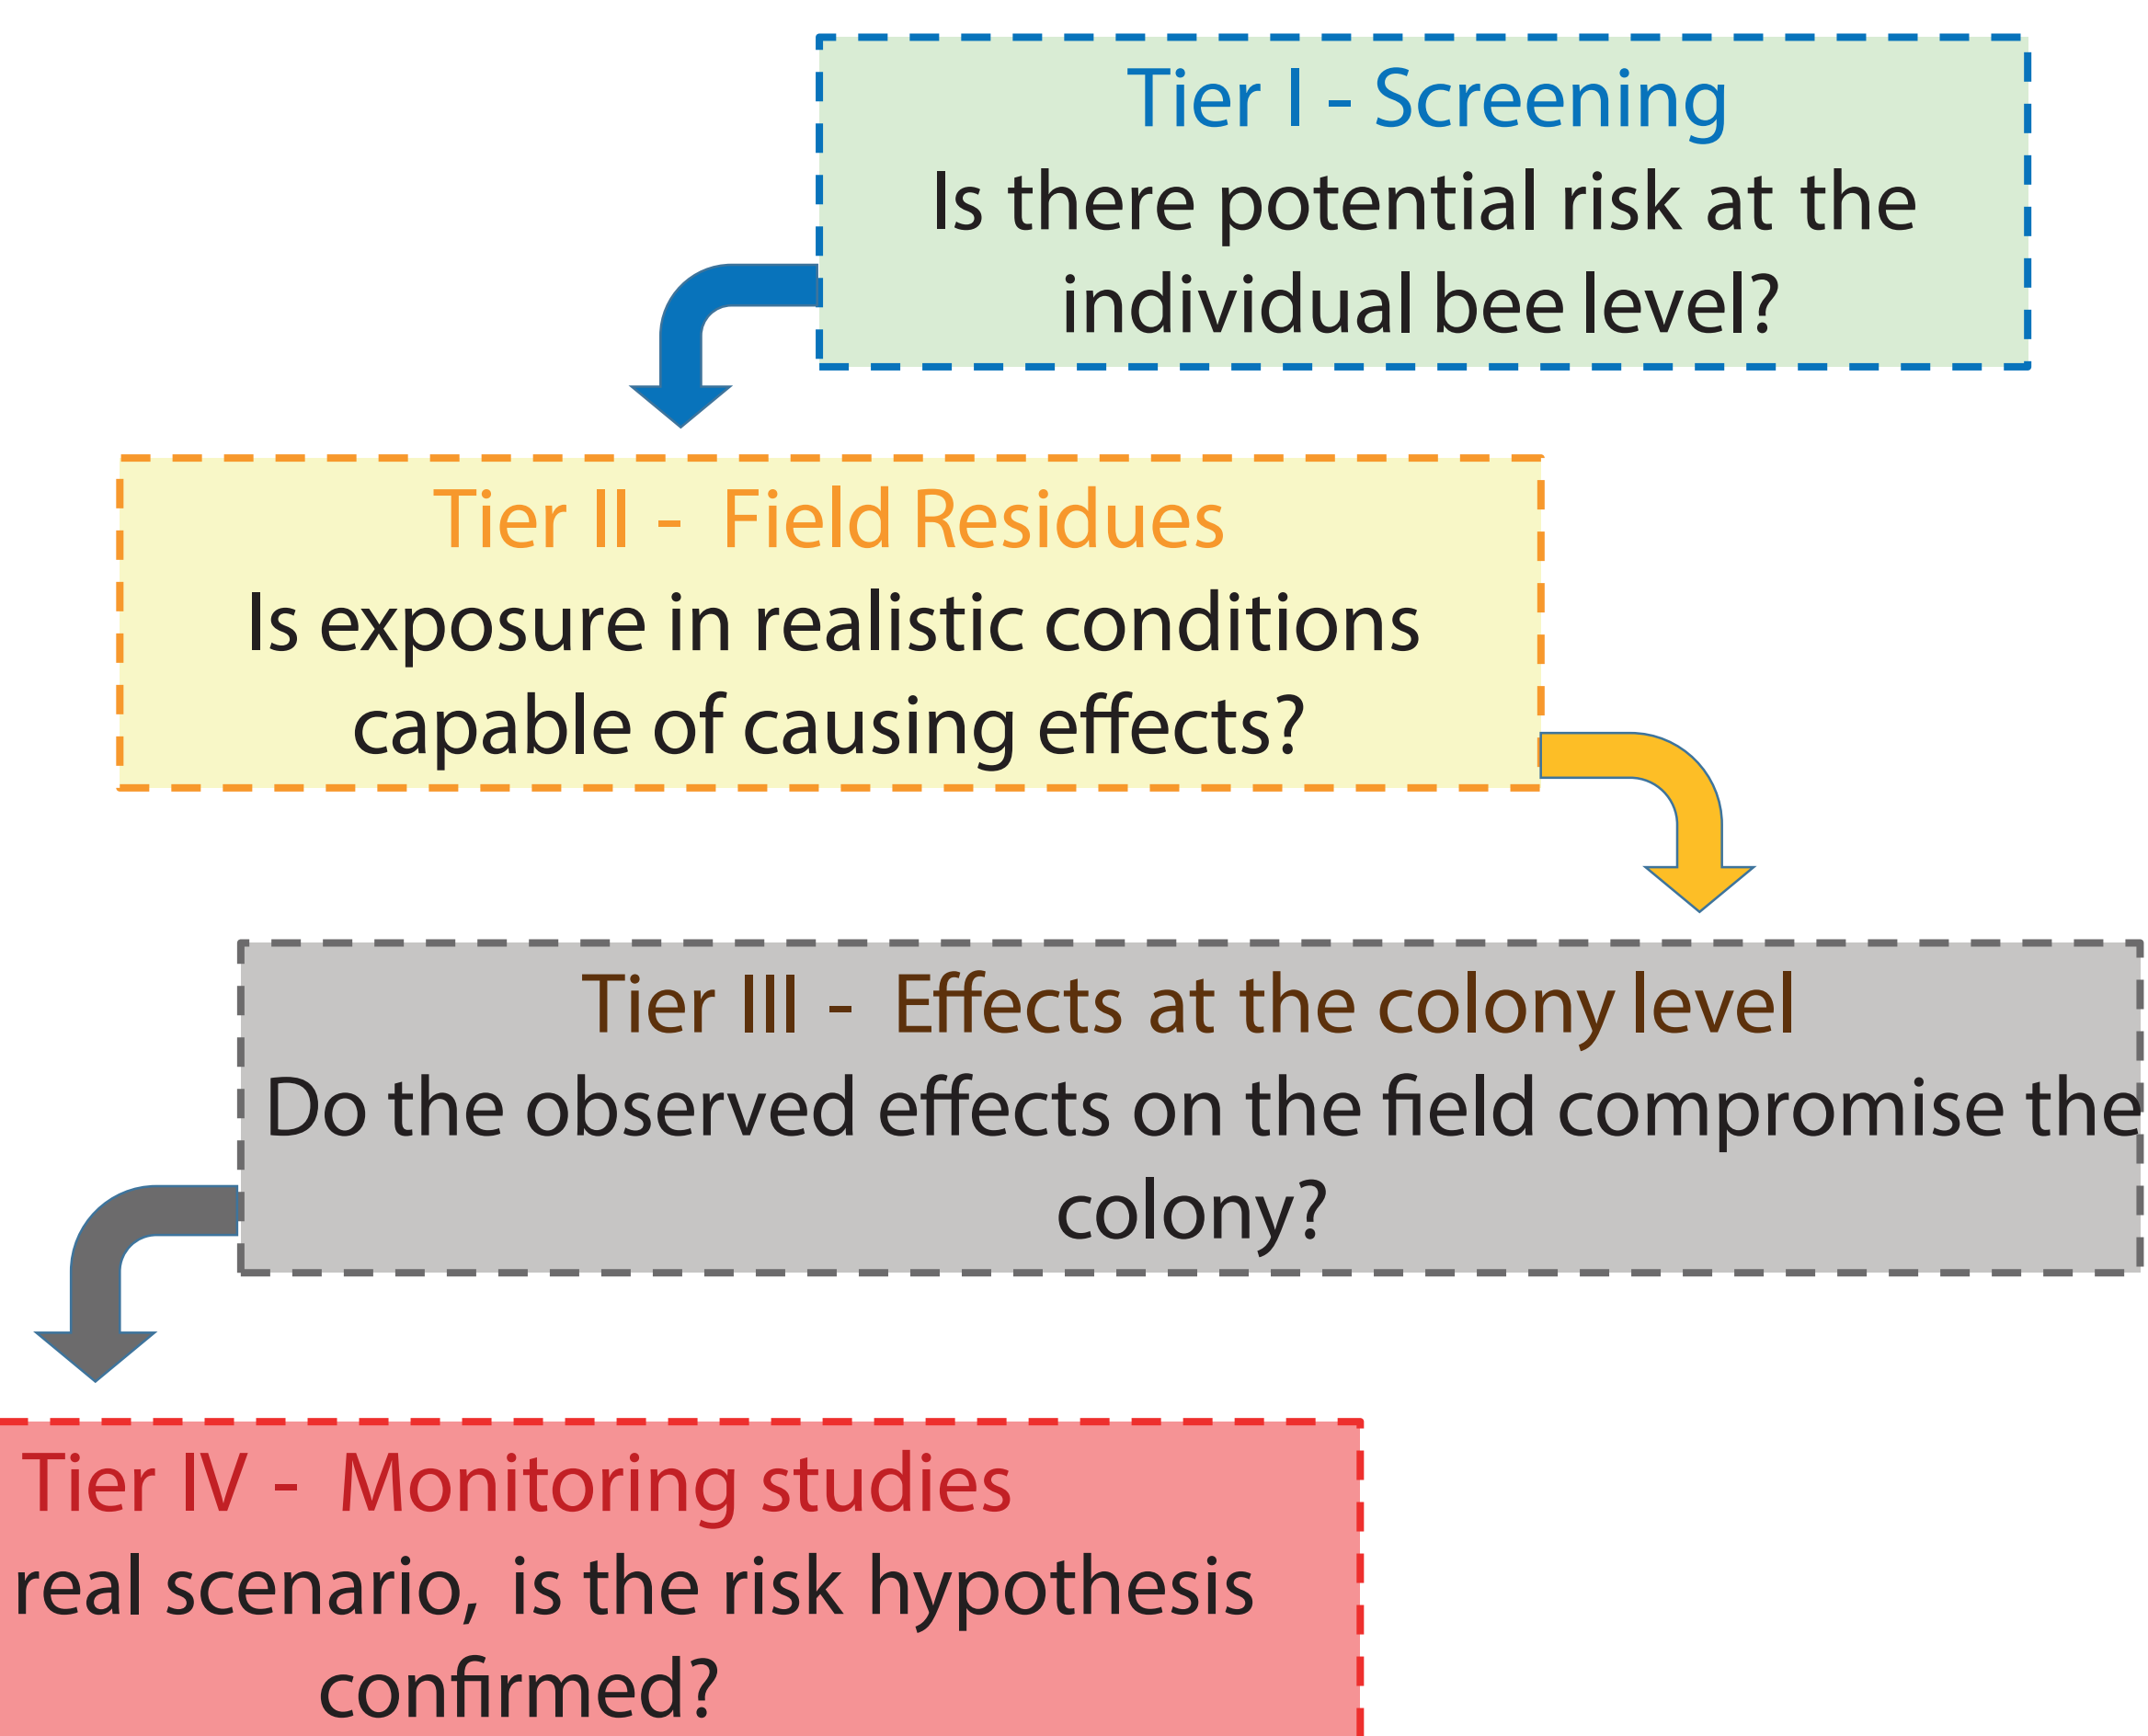 Tier I - Screening
Is there potential risk at the
individual bee level?
Tier II - Field Residues
Is exposure in realistic conditions
capable of causing effects?
Tier III - Effects at the colony level
Do the observed effects on the field compromise the
colony?
Tier IV - Monitoring studies
real scenario, is the risk hypothesis
confirmed?